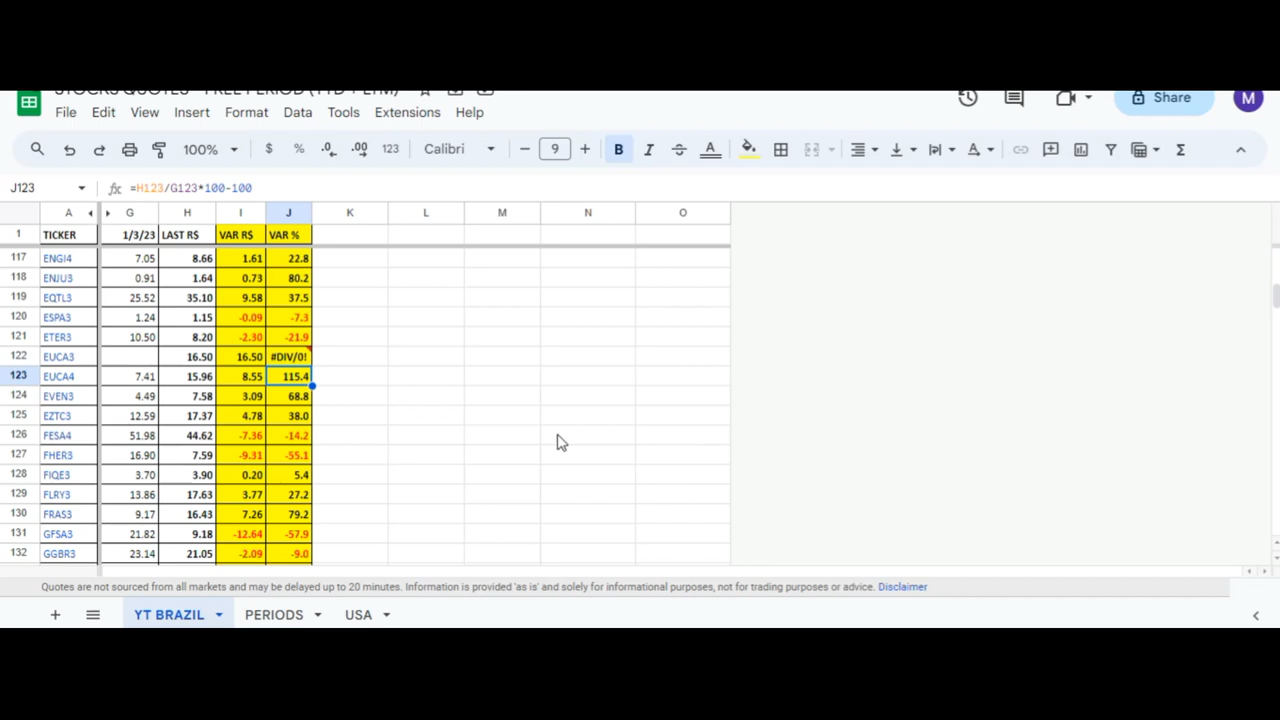 STOCKS QUOTES - FREE PERIOD (YTD + LTM)
File Edit View Insert Format Data Tools Extensions Help
Share M
100% $ % .0 .00 123 Calibri 9 B I A
J123 fx =H123/G123*100-100
A G H I J K L M N O
1 TICKER 1/3/23 LAST R$ VAR R$ VAR %
117 ENGI4 7.05 8.66 1.61 22.8
118 ENJU3 0.91 1.64 0.73 80.2
119 EQTL3 25.52 35.10 9.58 37.5
120 ESPA3 1.24 1.15 -0.09 -7.3
121 ETER3 10.50 8.20 -2.30 -21.9
122 EUCA3 16.50 16.50 #DIV/0!
123 EUCA4 7.41 15.96 8.55 115.4
124 EVEN3 4.49 7.58 3.09 68.8
125 EZTC3 12.59 17.37 4.78 38.0
126 FESA4 51.98 44.62 -7.36 -14.2
127 FHER3 16.90 7.59 -9.31 -55.1
128 FIQE3 3.70 3.90 0.20 5.4
129 FLRY3 13.86 17.63 3.77 27.2
130 FRAS3 9.17 16.43 7.26 79.2
131 GFSA3 21.82 9.18 -12.64 -57.9
132 GGBR3 23.14 21.05 -2.09 -9.0
Quotes are not sourced from all markets and may be delayed up to 20 minutes. Information is provided 'as is' and solely for informational purposes, not for trading purposes or advice. Disclaimer
YT BRAZIL PERIODS USA